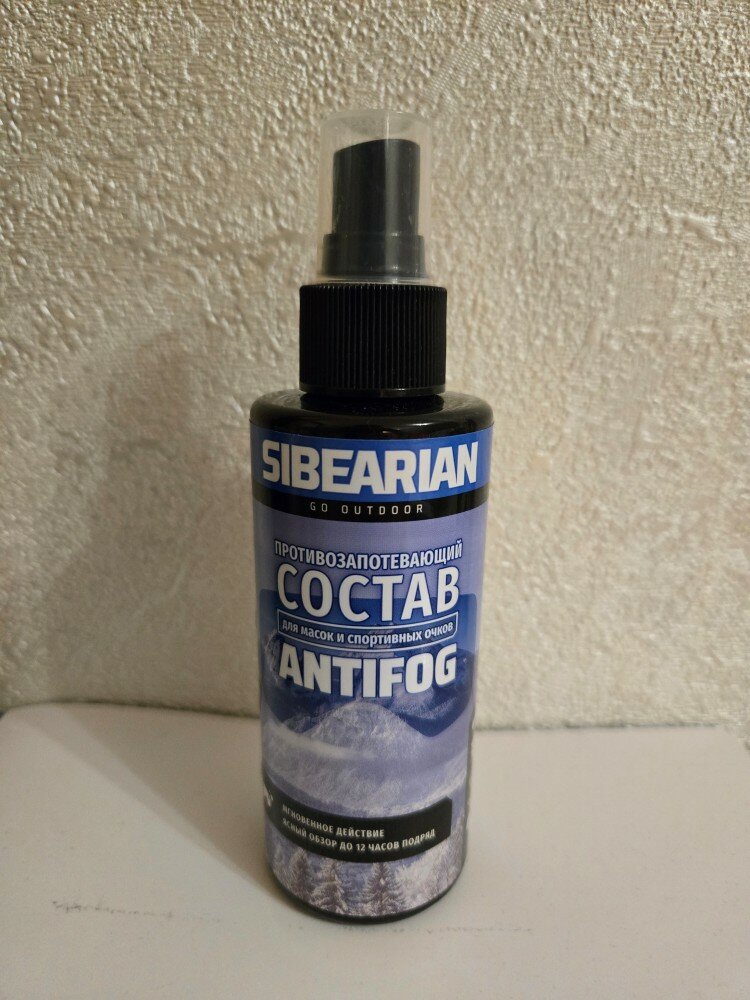 SIBEARIAN
GO OUTDOOR
ПРОТИВОЗАПОТЕВАЮЩИЙ
СОСТАВ
для масок и спортивных очков
ANTIFOG
МГНОВЕННОЕ ДЕЙСТВИЕ
ЯСНЫЙ ОБЗОР ДО 12 ЧАСОВ ПОДРЯД